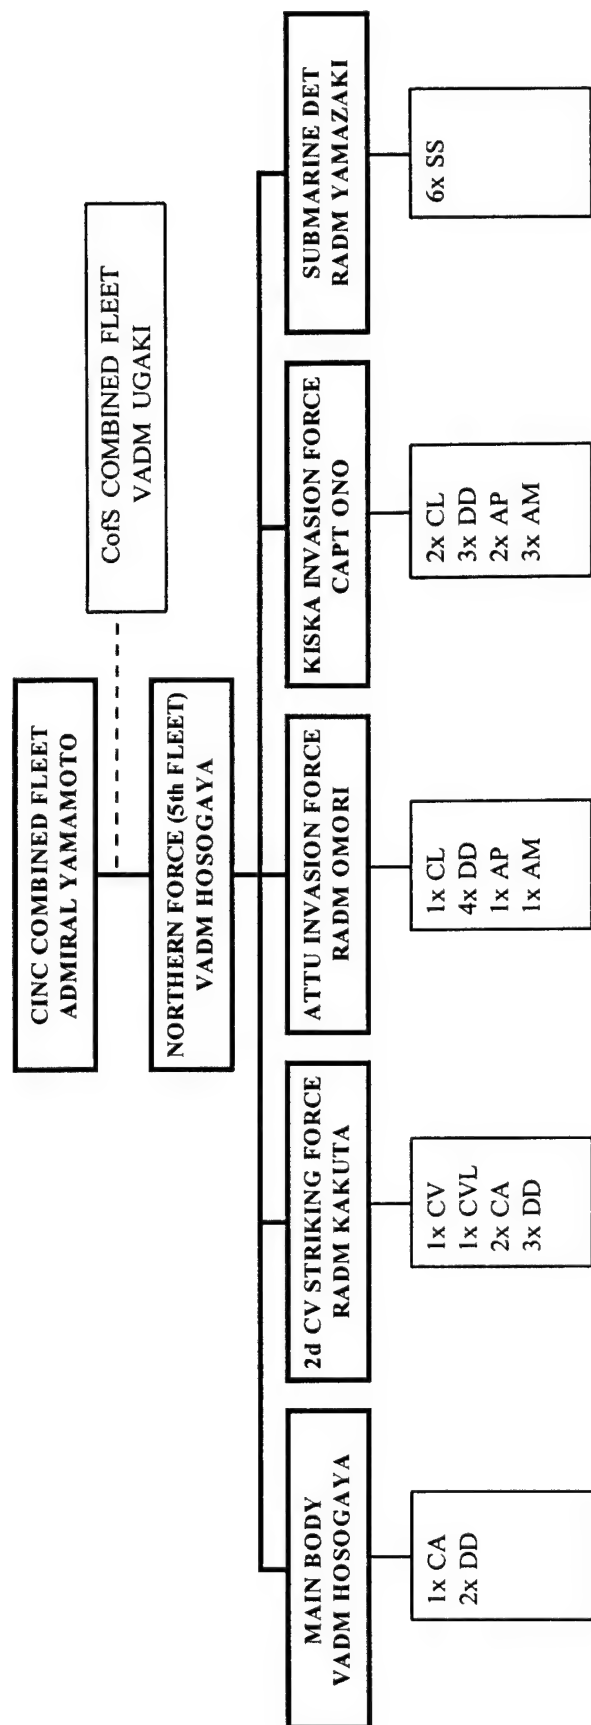 CINC COMBINED FLEET
ADMIRAL YAMAMOTO
CofS COMBINED FLEET
VADM UGAKI
NORTHERN FORCE (5th FLEET)
VADM HOSOGAYA
MAIN BODY
VADM HOSOGAYA
1x CA
2x DD
2d CV STRIKING FORCE
RADM KAKUTA
1x CV
1x CVL
2x CA
3x DD
ATTU INVASION FORCE
RADM OMORI
1x CL
4x DD
1x AP
1x AM
KISKA INVASION FORCE
CAPT ONO
2x CL
3x DD
2x AP
3x AM
SUBMARINE DET
RADM YAMAZAKI
6x SS